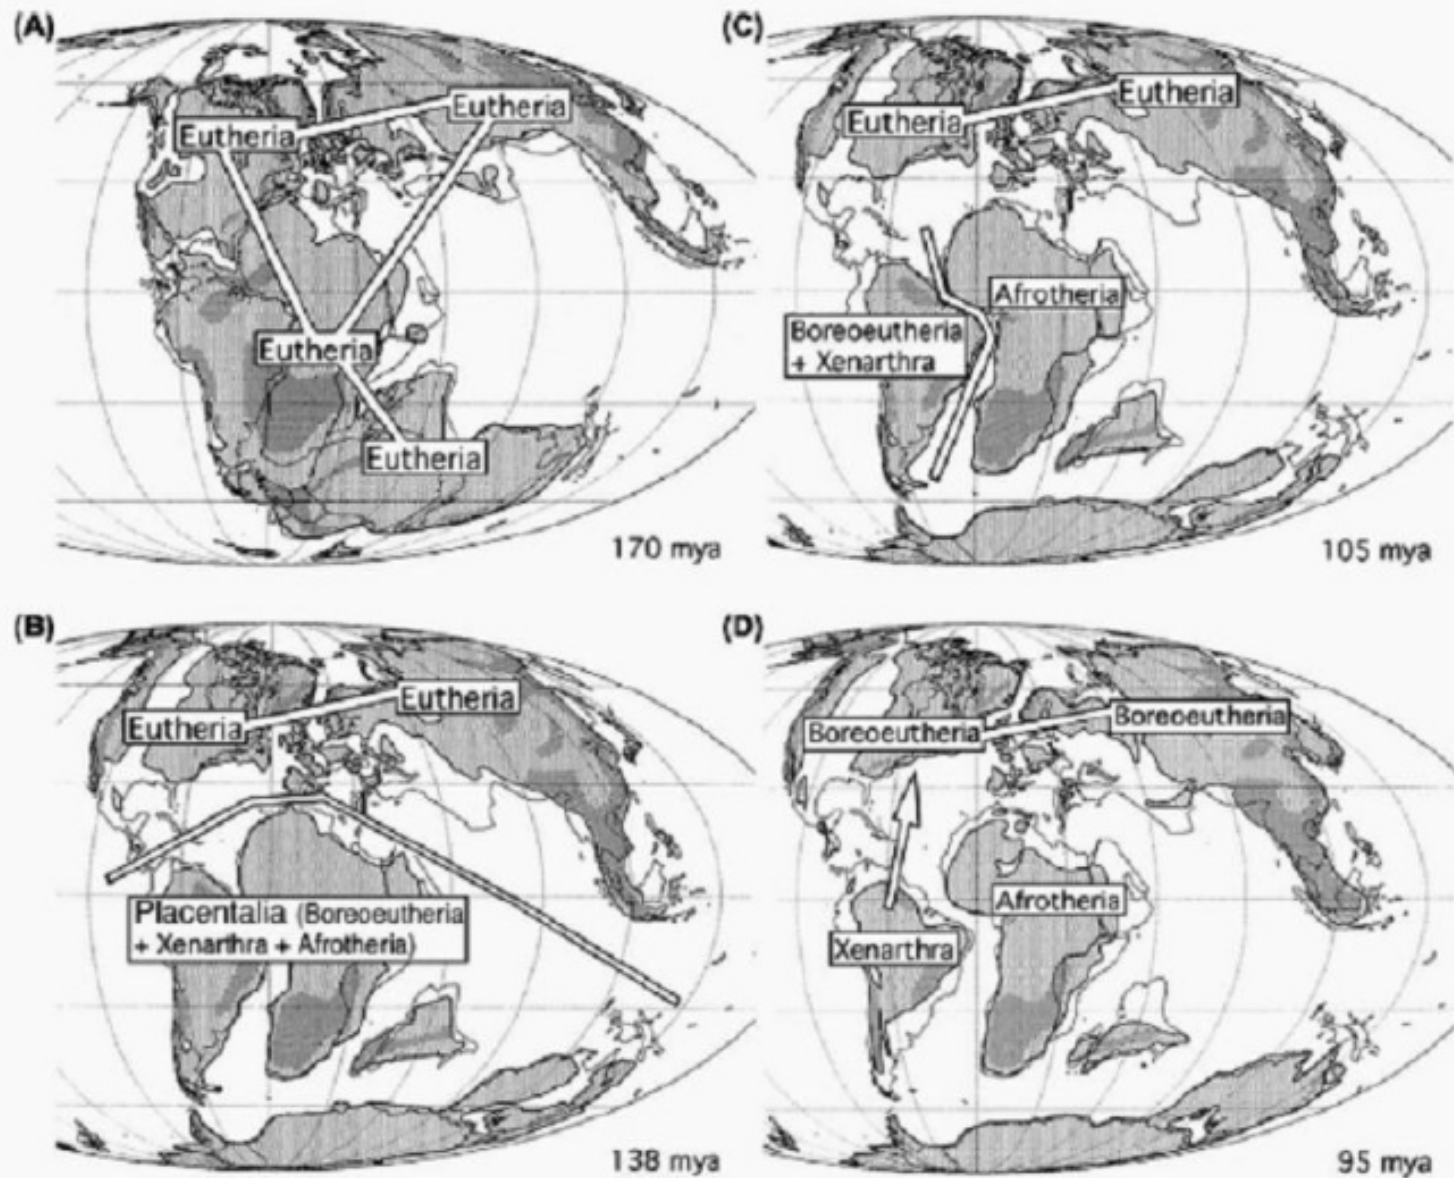 (A)
Eutheria
Eutheria
Eutheria
Eutheria
170 mya
(B)
Eutheria
Eutheria
Placentalia (Boreoeutheria
+ Xenarthra + Afrotheria)
138 mya
(C)
Eutheria
Eutheria
Afrotheria
Boreoeutheria
+ Xenarthra
105 mya
(D)
Boreoeutheria
Boreoeutheria
Afrotheria
Xenarthra
95 mya